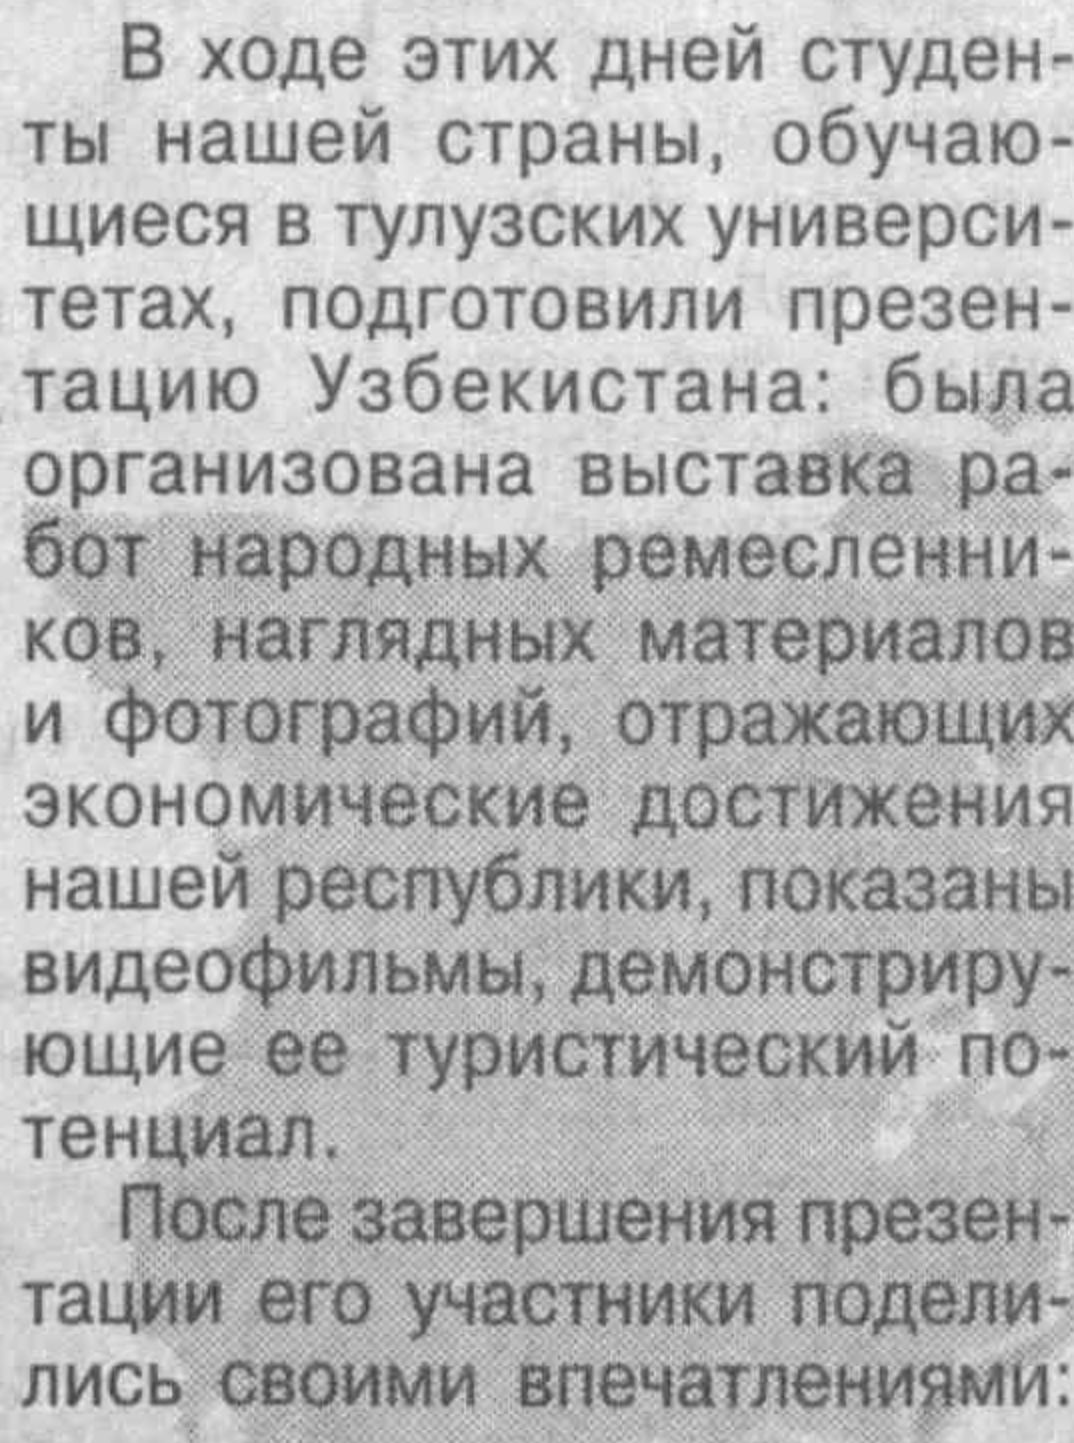 В ходе этих дней студен-
ты нашей страны, обучаю-
щиеся в тулузских универси-
тетах, подготовили презен-
тацию Узбекистана: была
организована выставка ра-
бот народных ремесленни-
ков, наглядных материалов
и фотографий, отражающих
экономические достижения
нашей республики, показаны
видеофильмы, демонстриру-
ющие ее туристический по-
тенциал.
После завершения презен-
тации его участники подели-
лись своими впечатлениями: